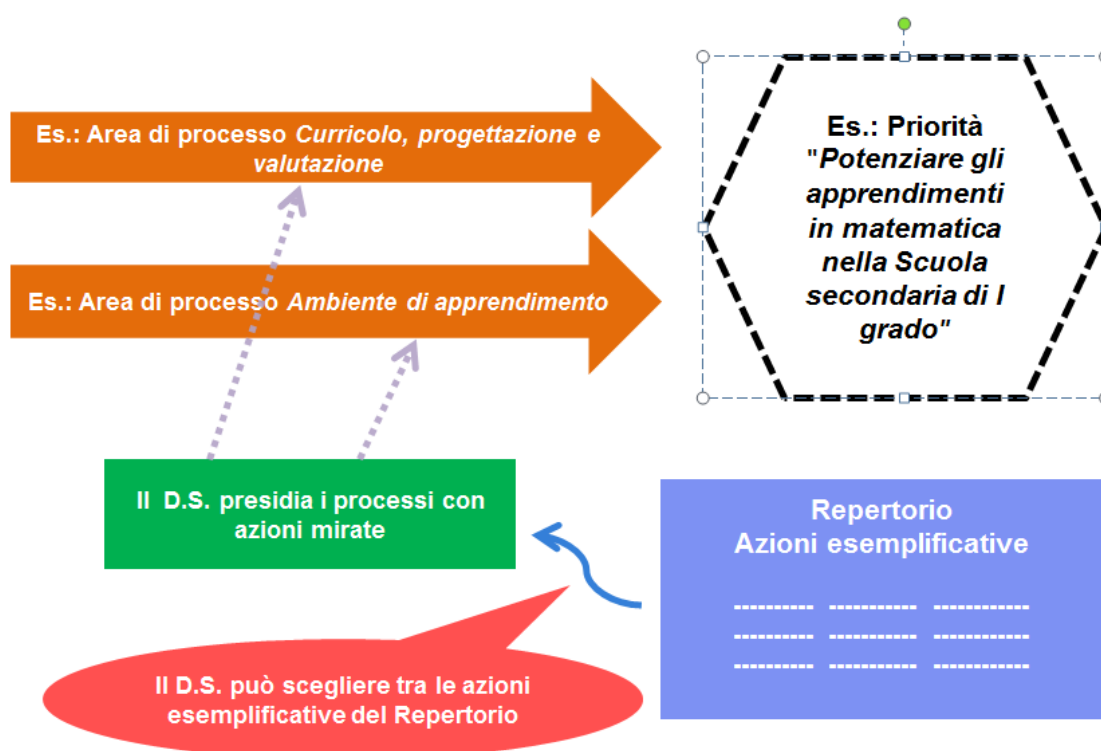 Es.: Area di processo Curricolo, progettazione e
valutazione
Es.: Priorità
"Potenziare gli
apprendimenti
in matematica
nella Scuola
secondaria di I
grado"
Es.: Area di processo Ambiente di apprendimento
Il D.S. presidia i processi con
azioni mirate
Repertorio
Azioni esemplificative
---------- ----------- ------------
---------- ----------- ------------
---------- ----------- ------------
Il D.S. può scegliere tra le azioni
esemplificative del Repertorio